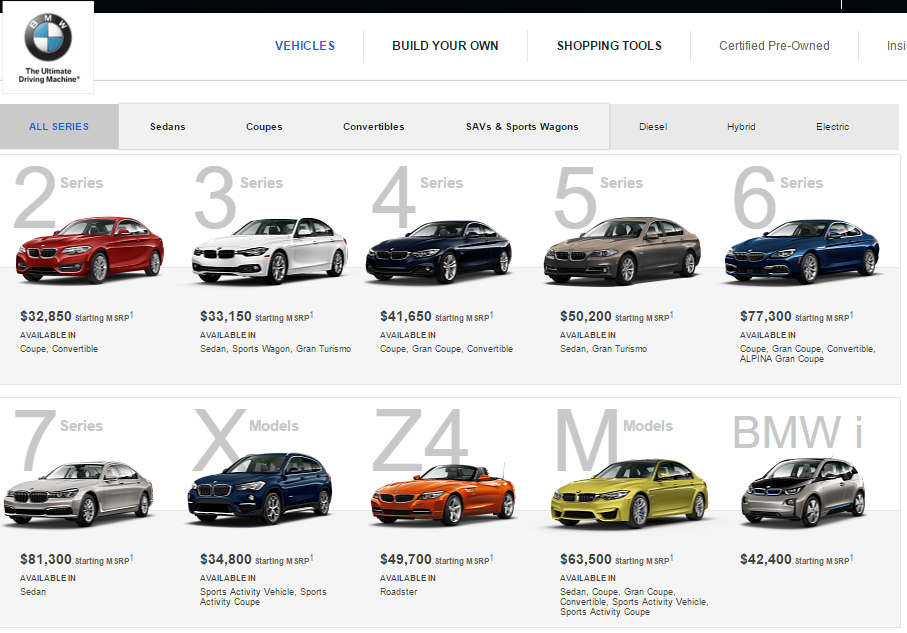 BMW
The Ultimate
Driving Machine®
VEHICLES
BUILD YOUR OWN
SHOPPING TOOLS
Certified Pre-Owned
Insi
ALL SERIES
Sedans
Coupes
Convertibles
SAVs & Sports Wagons
Diesel
Hybrid
Electric
2 Series
$32,850 Starting MSRP1
AVAILABLE IN
Coupe, Convertible
3 Series
$33,150 Starting MSRP1
AVAILABLE IN
Sedan, Sports Wagon, Gran Turismo
4 Series
$41,650 Starting MSRP1
AVAILABLE IN
Coupe, Gran Coupe, Convertible
5 Series
$50,200 Starting MSRP1
AVAILABLE IN
Sedan, Gran Turismo
6 Series
$77,300 Starting MSRP1
AVAILABLE IN
Coupe, Gran Coupe, Convertible,
ALPINA Gran Coupe
7 Series
$81,300 Starting MSRP1
AVAILABLE IN
Sedan
X Models
$34,800 Starting MSRP1
AVAILABLE IN
Sports Activity Vehicle, Sports
Activity Coupe
Z4
$49,700 Starting MSRP1
AVAILABLE IN
Roadster
M Models
$63,500 Starting MSRP1
AVAILABLE IN
Sedan, Coupe, Gran Coupe,
Convertible, Sports Activity Vehicle,
Sports Activity Coupe
BMW i
$42,400 Starting MSRP1